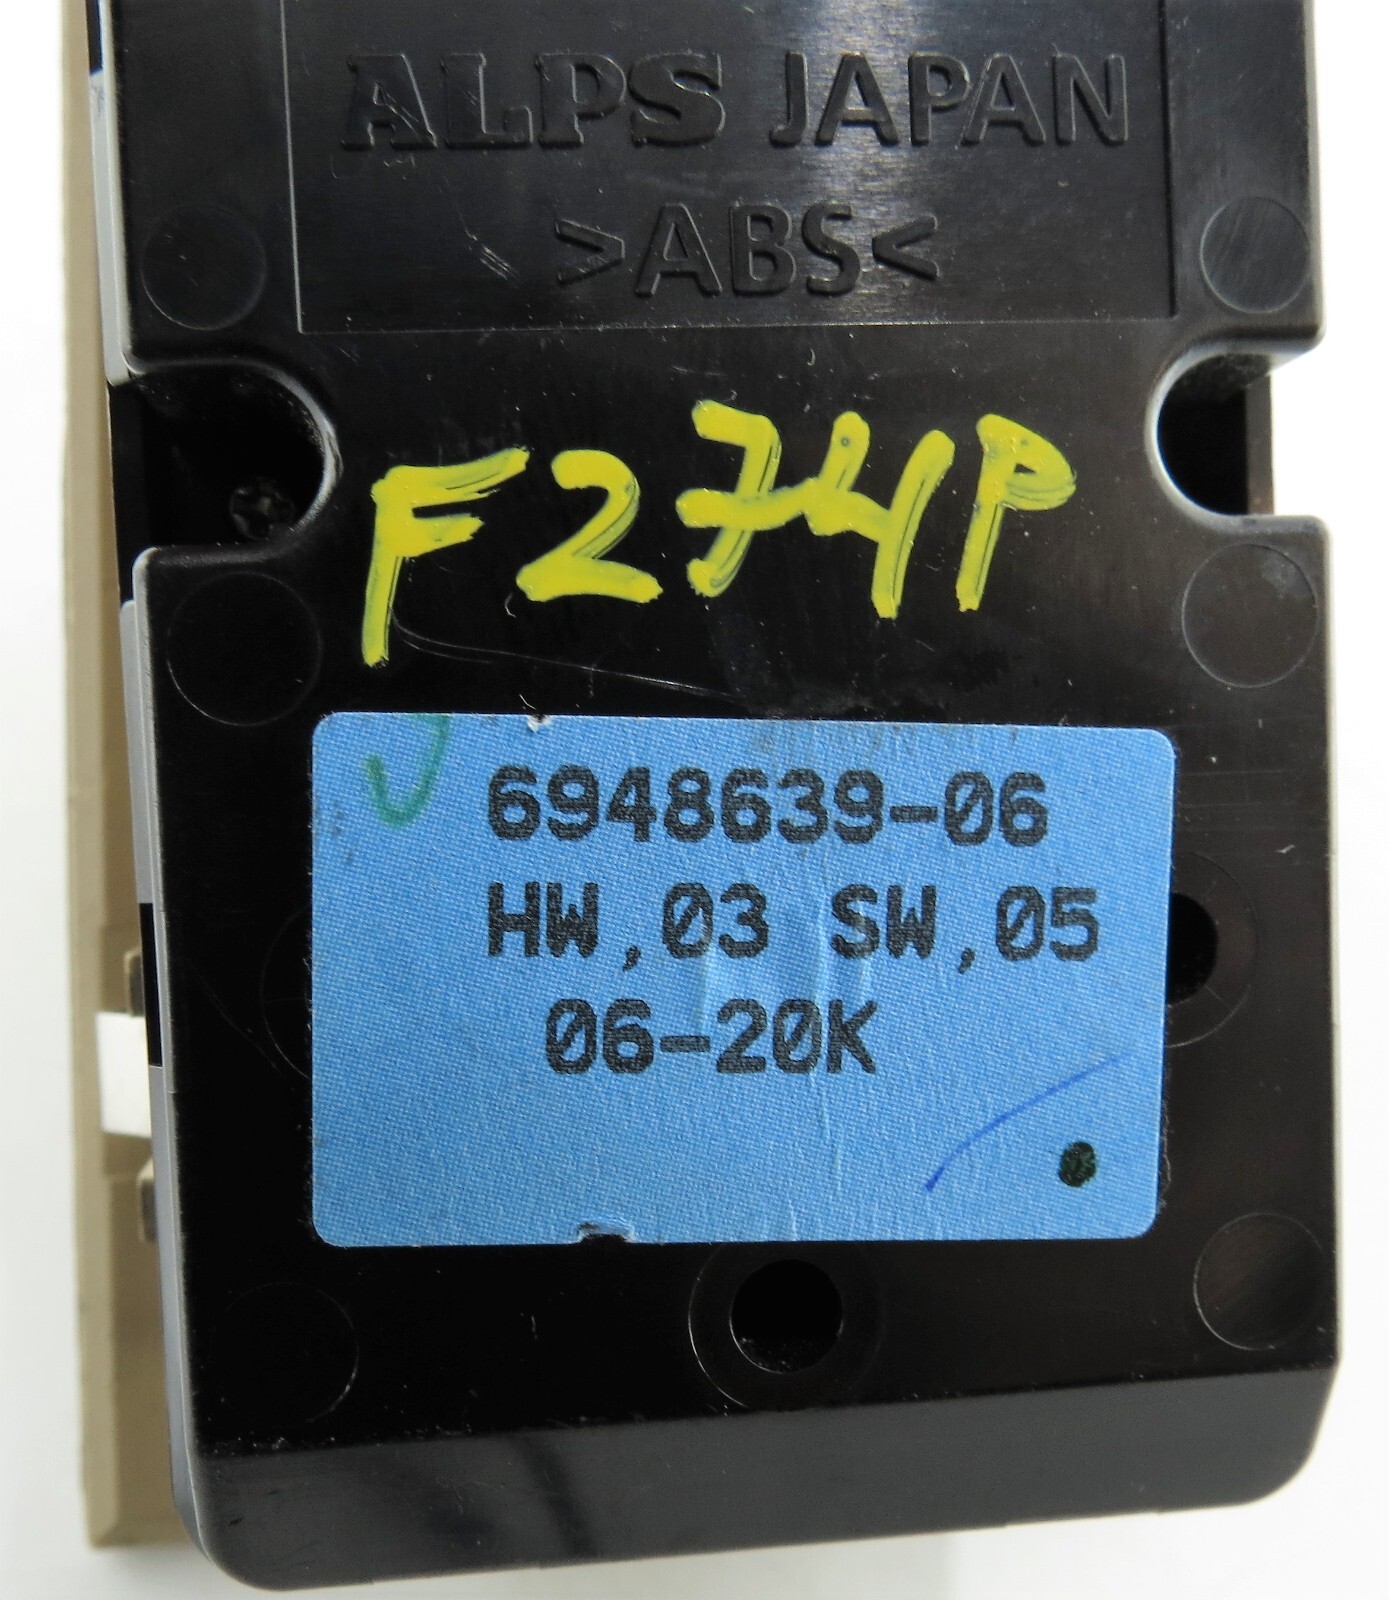 ALPS JAPAN
>ABS<
F274P
6948639-06
HW,03 SW,05
06-20K